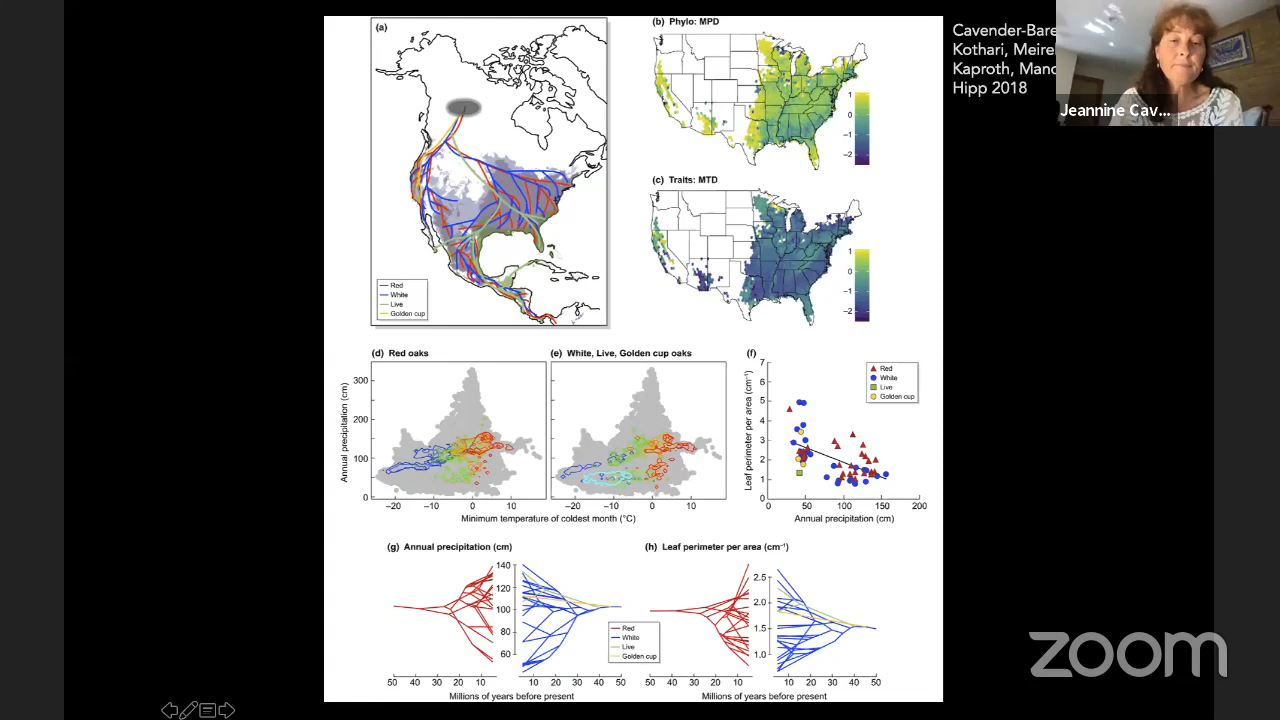 (a)
Red
White
Live
Golden cup
(b) Phylo: MPD
1
0
−1
−2
(c) Traits: MTD
1
0
−1
−2
(d) Red oaks
Annual precipitation (cm)
300
200
100
0
−20 −10 0 10
(e) White, Live, Golden cup oaks
−20 −10 0 10
Minimum temperature of coldest month (°C)
(f)
Leaf perimeter per area (cm⁻¹)
7
6
5
4
3
2
1
0
0 50 100 150 200
Annual precipitation (cm)
Red
White
Live
Golden cup
(g) Annual precipitation (cm)
140
120
100
80
60
50 40 30 20 10 10 20 30 40 50
Millions of years before present
Red
White
Live
Golden cup
(h) Leaf perimeter per area (cm⁻¹)
2.5
2.0
1.5
1.0
50 40 30 20 10 10 20 30 40 50
Millions of years before present
Cavender-Bare
Kothari, Meire
Kaproth, Mano
Hipp 2018
Jeannine Cav...
zoom